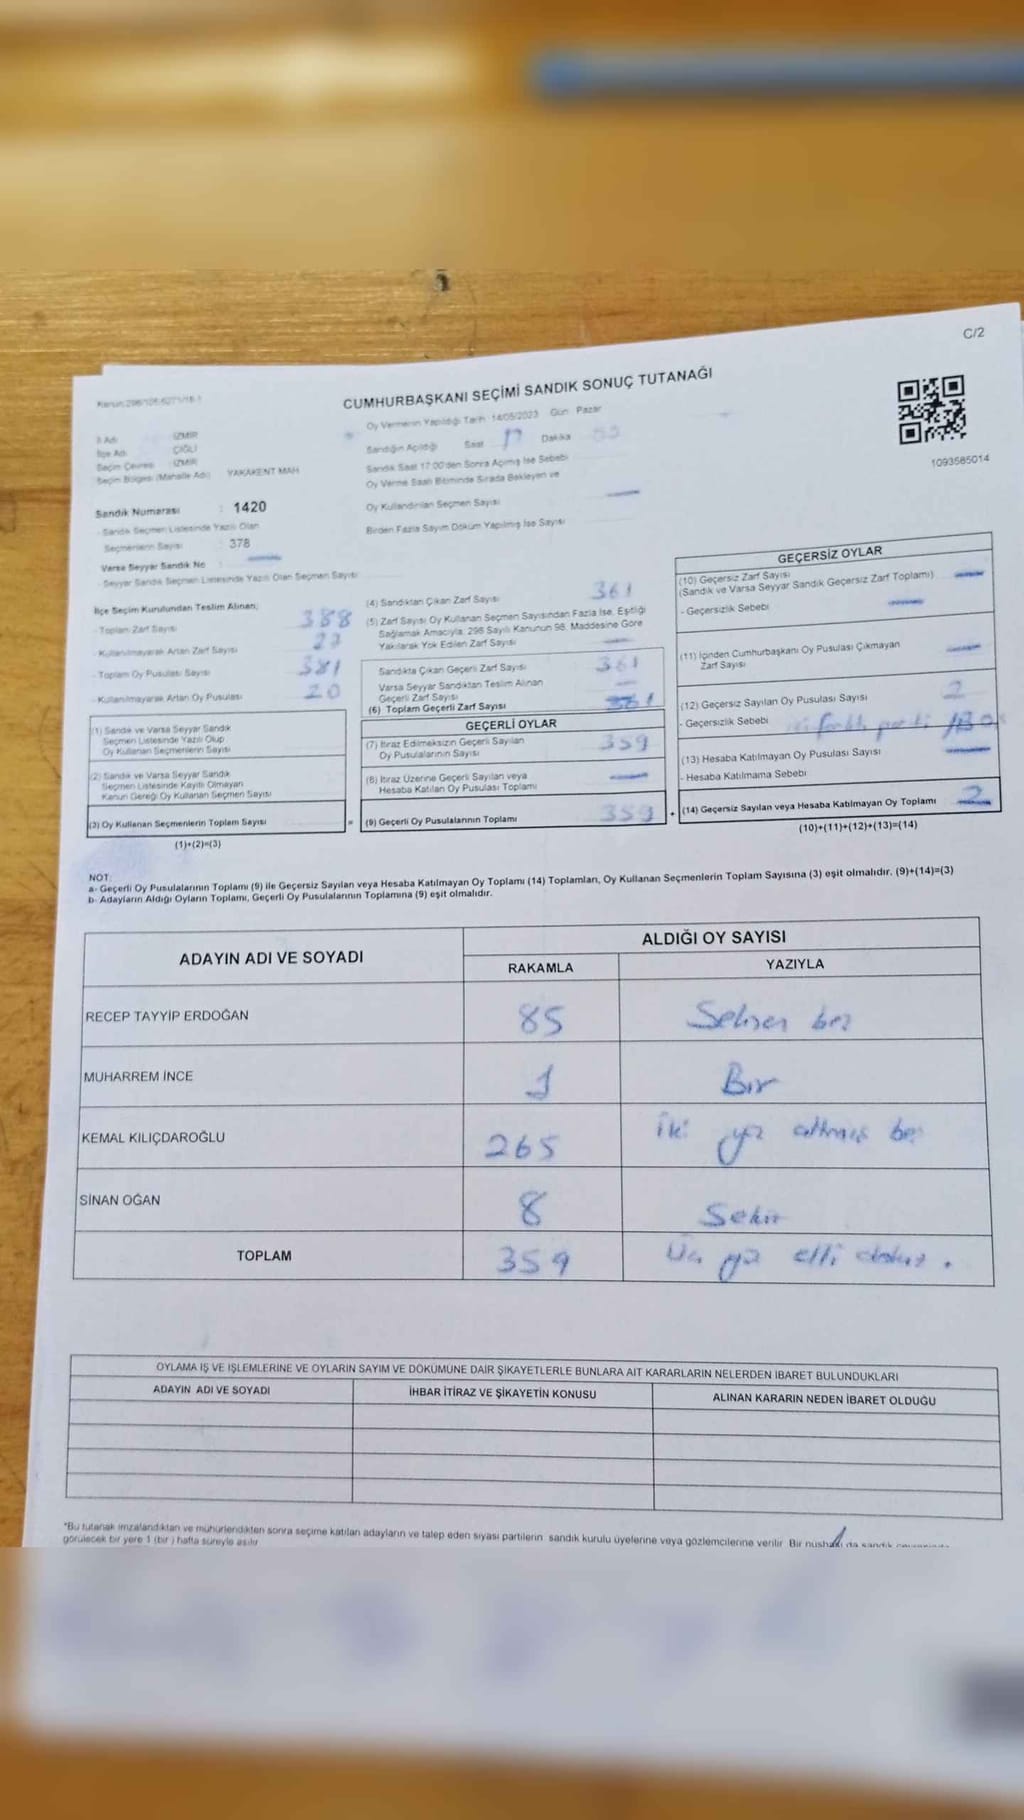 C/2
CUMHURBAŞKANI SEÇİMİ SANDIK SONUÇ TUTANAĞI
Oy Vermenin Yapıldığı Tarih 14/05/2023 Gün Pazar
1093585014
İl Adı İZMİR
İlçe Adı ÇİĞLİ
Seçim Çevresi İZMİR
Seçim Bölgesi (Mahalle Adı) YAKAKENT MAH
Sandık Numarası : 1420
- Sandık Seçmen Listesinde Yazılı Olan
Seçmenlerin Sayısı : 378
Varsa Seyyar Sandık No :
- Seyyar Sandık Seçmen Listesinde Yazılı Olan Seçmen Sayısı
Sandığın Açıldığı Saat 17 Dakika
Sandık Saat 17:00'den Sonra Açılmış İse Sebebi
Oy Verme Saati Bitiminde Sırada Bekleyen ve
Oy Kullandırılan Seçmen Sayısı
Birden Fazla Sayım Döküm Yapılmış İse Sayısı
İlçe Seçim Kurulundan Teslim Alınan;
- Toplam Zarf Sayısı 388
- Kullanılmayarak Artan Zarf Sayısı 27
- Toplam Oy Pusulası Sayısı 381
- Kullanılmayarak Artan Oy Pusulası 20
(1) Sandık ve Varsa Seyyar Sandık
Seçmen Listesinde Yazılı Olup
Oy Kullanan Seçmenlerin Sayısı
(2) Sandık ve Varsa Seyyar Sandık
Seçmen Listesinde Kayıtlı Olmayan
Kanun Gereği Oy Kullanan Seçmen Sayısı
(3) Oy Kullanan Seçmenlerin Toplam Sayısı
(1)+(2)=(3)
(4) Sandıktan Çıkan Zarf Sayısı 361
(5) Zarf Sayısı Oy Kullanan Seçmen Sayısından Fazla İse, Eşitliği
Sağlamak Amacıyla, 298 Sayılı Kanunun 98. Maddesine Göre
Yakılarak Yok Edilen Zarf Sayısı
Sandıkta Çıkan Geçerli Zarf Sayısı 361
Varsa Seyyar Sandıktan Teslim Alınan
Geçerli Zarf Sayısı
(6) Toplam Geçerli Zarf Sayısı 361
GEÇERLİ OYLAR
(7) İtiraz Edilmeksizin Geçerli Sayılan
Oy Pusulalarının Sayısı 359
(8) İtiraz Üzerine Geçerli Sayılan veya
Hesaba Katılan Oy Pusulası Toplamı
= (9) Geçerli Oy Pusulalarının Toplamı 359
GEÇERSİZ OYLAR
(10) Geçersiz Zarf Sayısı
(Sandık ve Varsa Seyyar Sandık Geçersiz Zarf Toplamı)
- Geçersizlik Sebebi
(11) İçinden Cumhurbaşkanı Oy Pusulası Çıkmayan
Zarf Sayısı
(12) Geçersiz Sayılan Oy Pusulası Sayısı 2
- Geçersizlik Sebebi
(13) Hesaba Katılmayan Oy Pusulası Sayısı
- Hesaba Katılmama Sebebi
+ (14) Geçersiz Sayılan veya Hesaba Katılmayan Oy Toplamı 2
(10)+(11)+(12)+(13)=(14)
NOT:
a- Geçerli Oy Pusulalarının Toplamı (9) ile Geçersiz Sayılan veya Hesaba Katılmayan Oy Toplamı (14) Toplamları, Oy Kullanan Seçmenlerin Toplam Sayısına (3) eşit olmalıdır. (9)+(14)=(3)
b- Adayların Aldığı Oyların Toplamı, Geçerli Oy Pusulalarının Toplamına (9) eşit olmalıdır.
ADAYIN ADI VE SOYADI ALDIĞI OY SAYISI
RAKAMLA YAZIYLA
RECEP TAYYİP ERDOĞAN 85 Seksen beş
MUHARREM İNCE 1 Bir
KEMAL KILIÇDAROĞLU 265 İki yüz altmış beş
SİNAN OĞAN 8 Sekiz
TOPLAM 359 Üç yüz elli dokuz.
OYLAMA İŞ VE İŞLEMLERİNE VE OYLARIN SAYIM VE DÖKÜMÜNE DAİR ŞİKAYETLERLE BUNLARA AİT KARARLARIN NELERDEN İBARET BULUNDUKLARI
ADAYIN ADI VE SOYADI İHBAR İTİRAZ VE ŞİKAYETİN KONUSU ALINAN KARARIN NEDEN İBARET OLDUĞU
*Bu tutanak imzalandıktan ve mühürlendikten sonra seçime katılan adayların ve talep eden siyasi partilerin sandık kurulu üyelerine veya gözlemcilerine verilir. Bir nushası da sandık
görülecek bir yere 1 (bir) hafta süreyle asılır